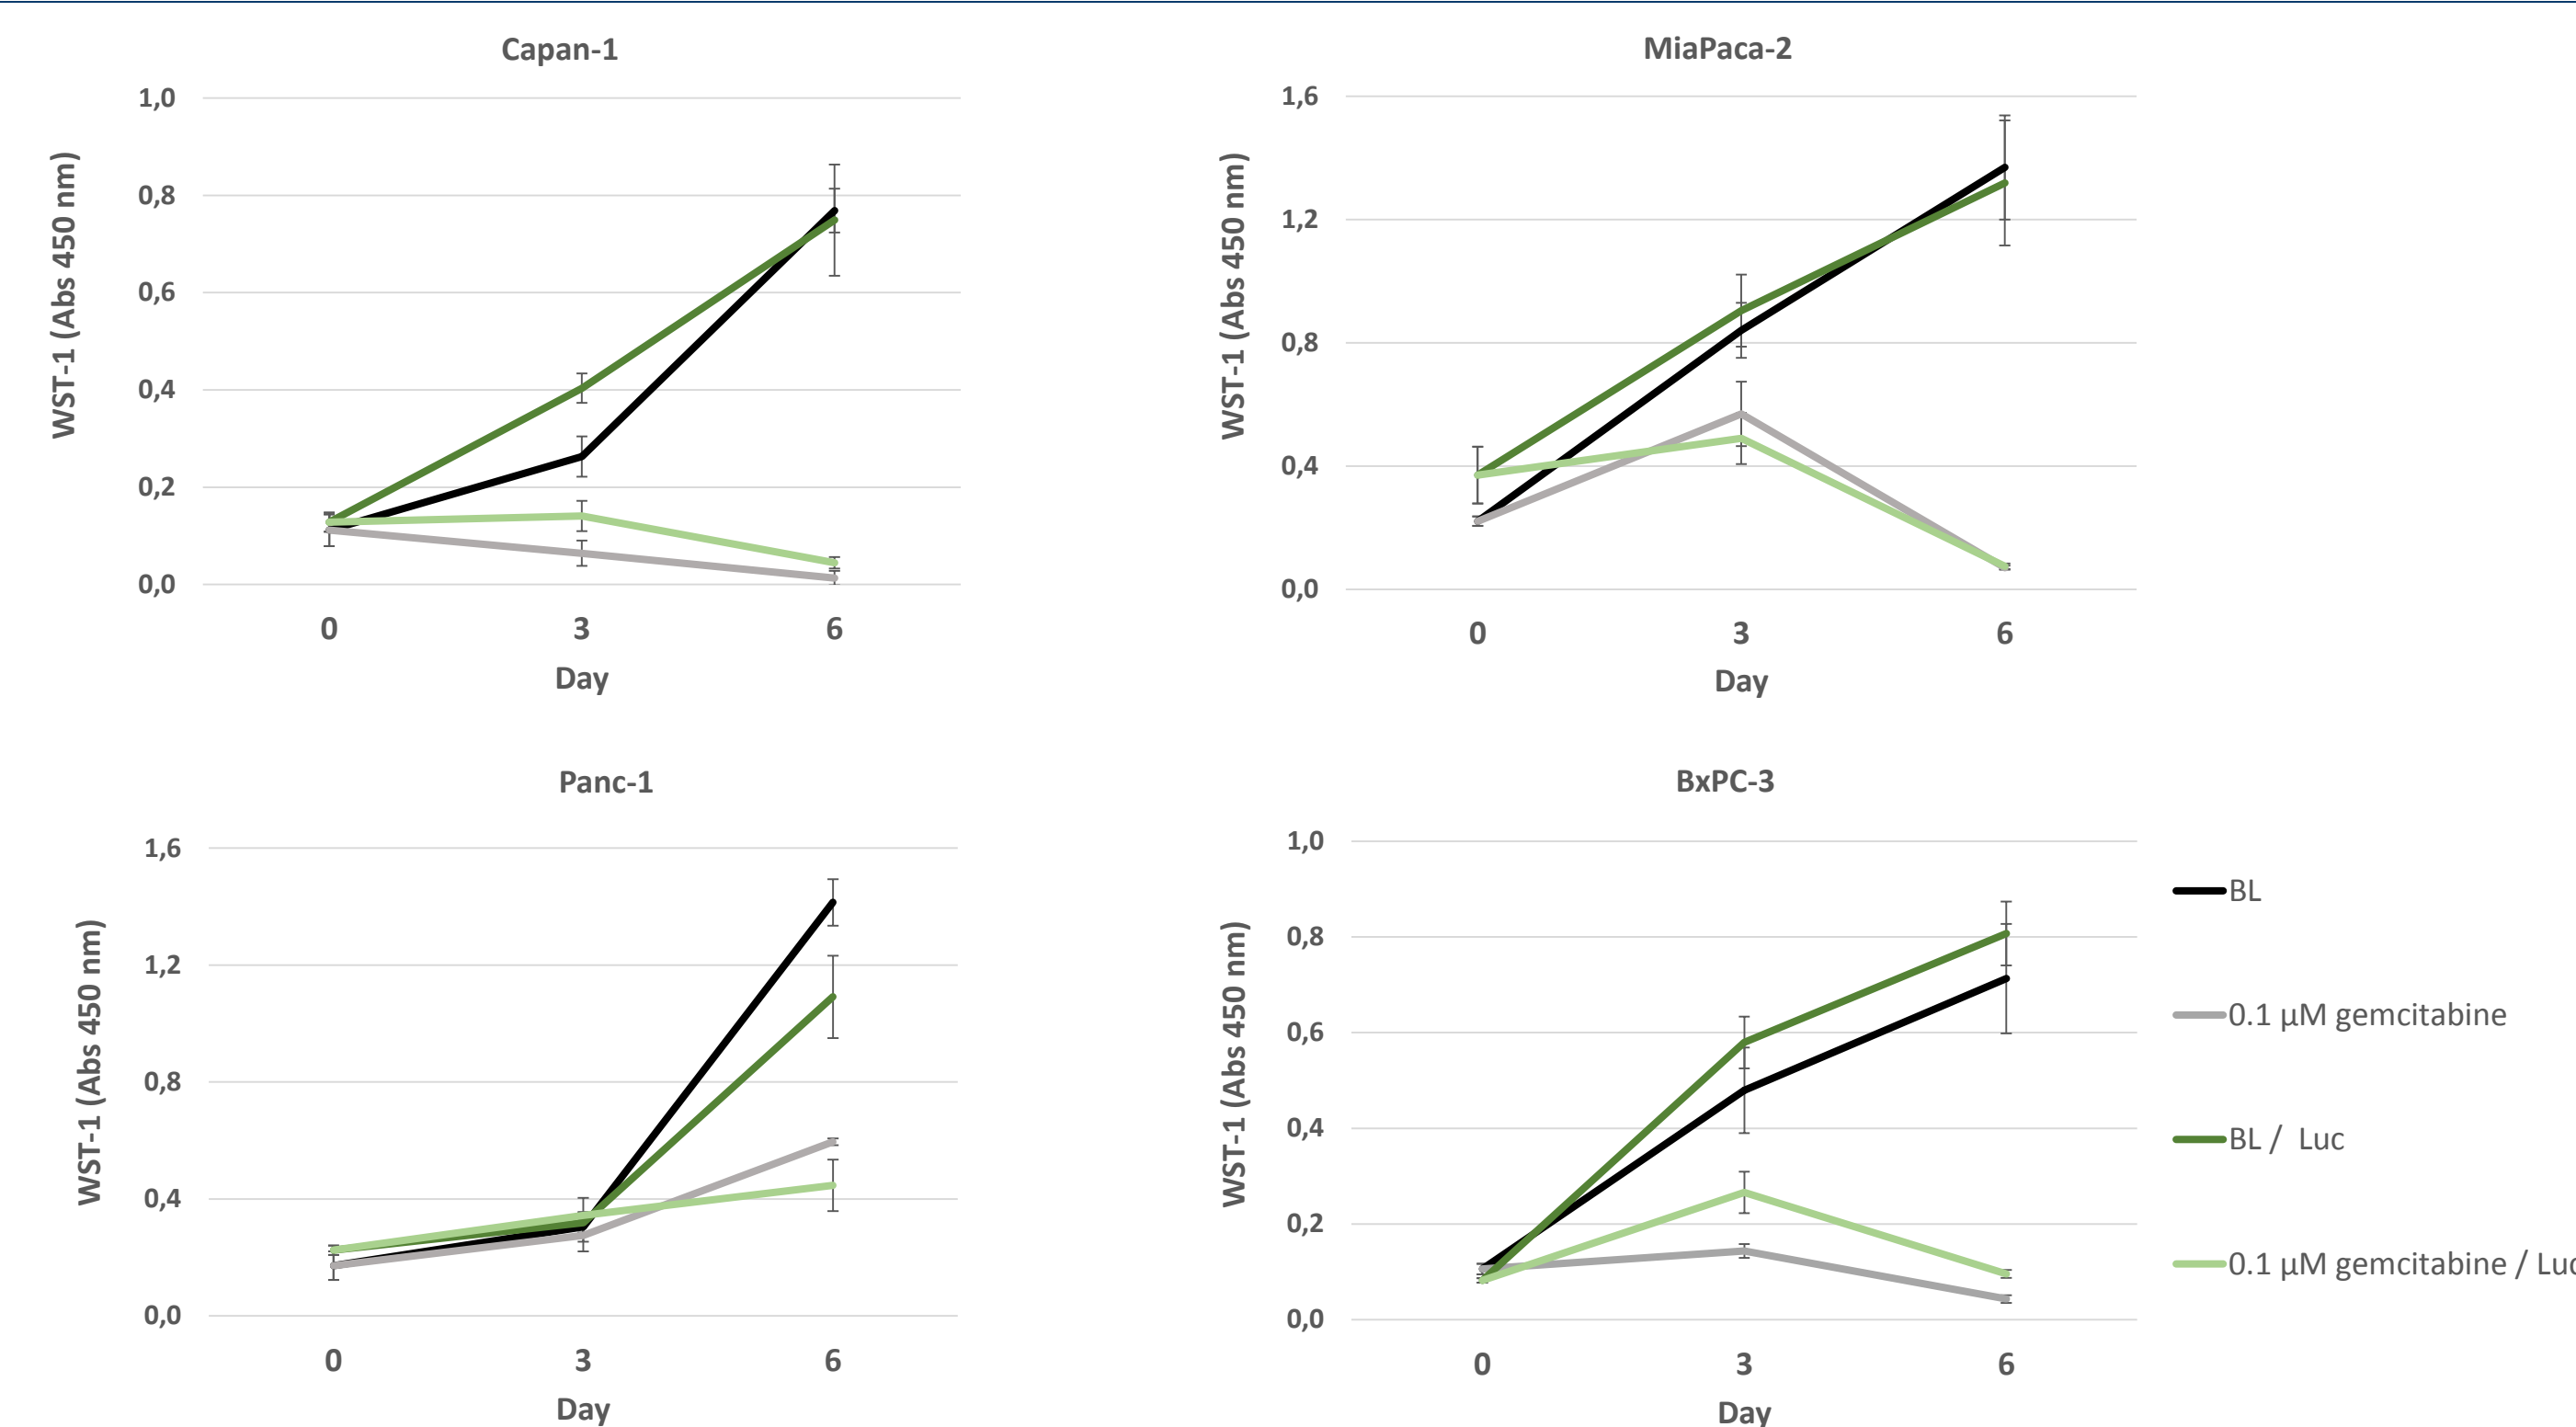 Capan-1
1,0
0,8
0,6
0,4
0,2
0,0
WST-1 (Abs 450 nm)
0 3 6
Day
MiaPaca-2
1,6
1,2
0,8
0,4
0,0
WST-1 (Abs 450 nm)
0 3 6
Day
Panc-1
1,6
1,2
0,8
0,4
0,0
WST-1 (Abs 450 nm)
0 3 6
Day
BxPC-3
1,0
0,8
0,6
0,4
0,2
0,0
WST-1 (Abs 450 nm)
0 3 6
Day
BL
0.1 μM gemcitabine
BL / Luc
0.1 μM gemcitabine / Luc